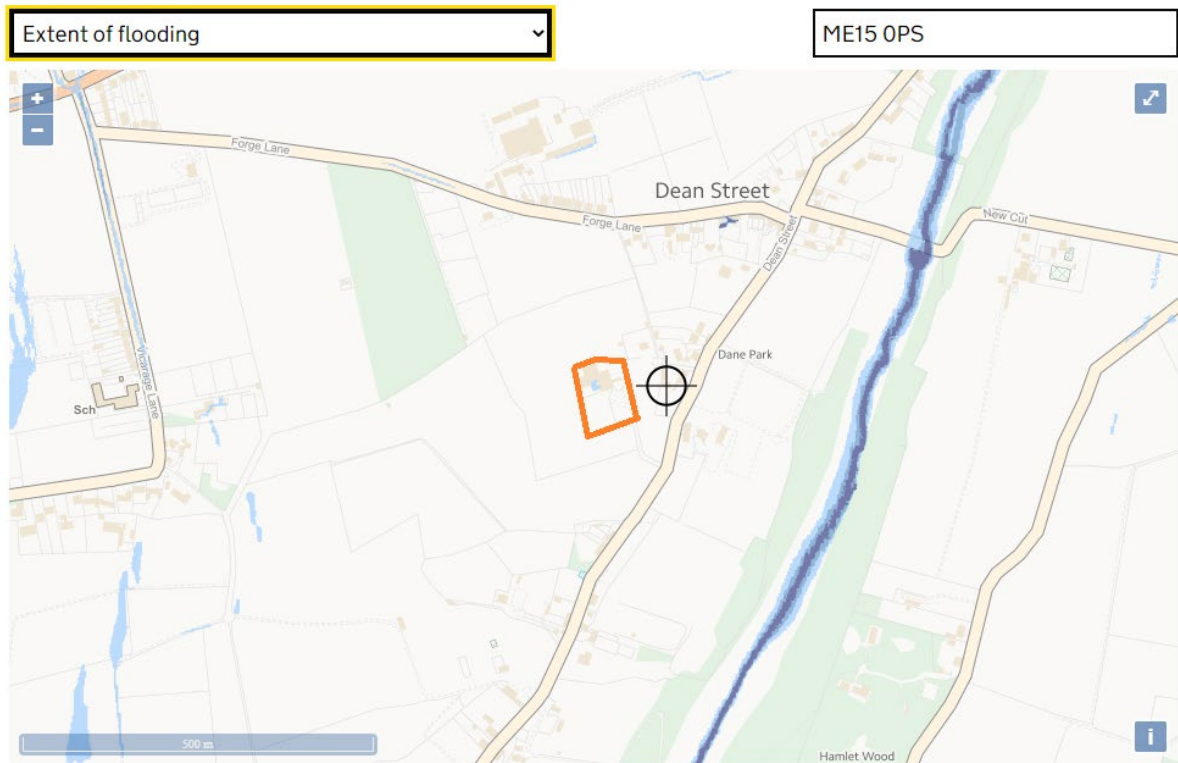 Extent of flooding
ME15 0PS
+
−
Forge Lane
Dean Street
Forge Lane
New Cut
Dean Street
Vicarage Lane
Dane Park
Sch
500 m
Hamlet Wood
i